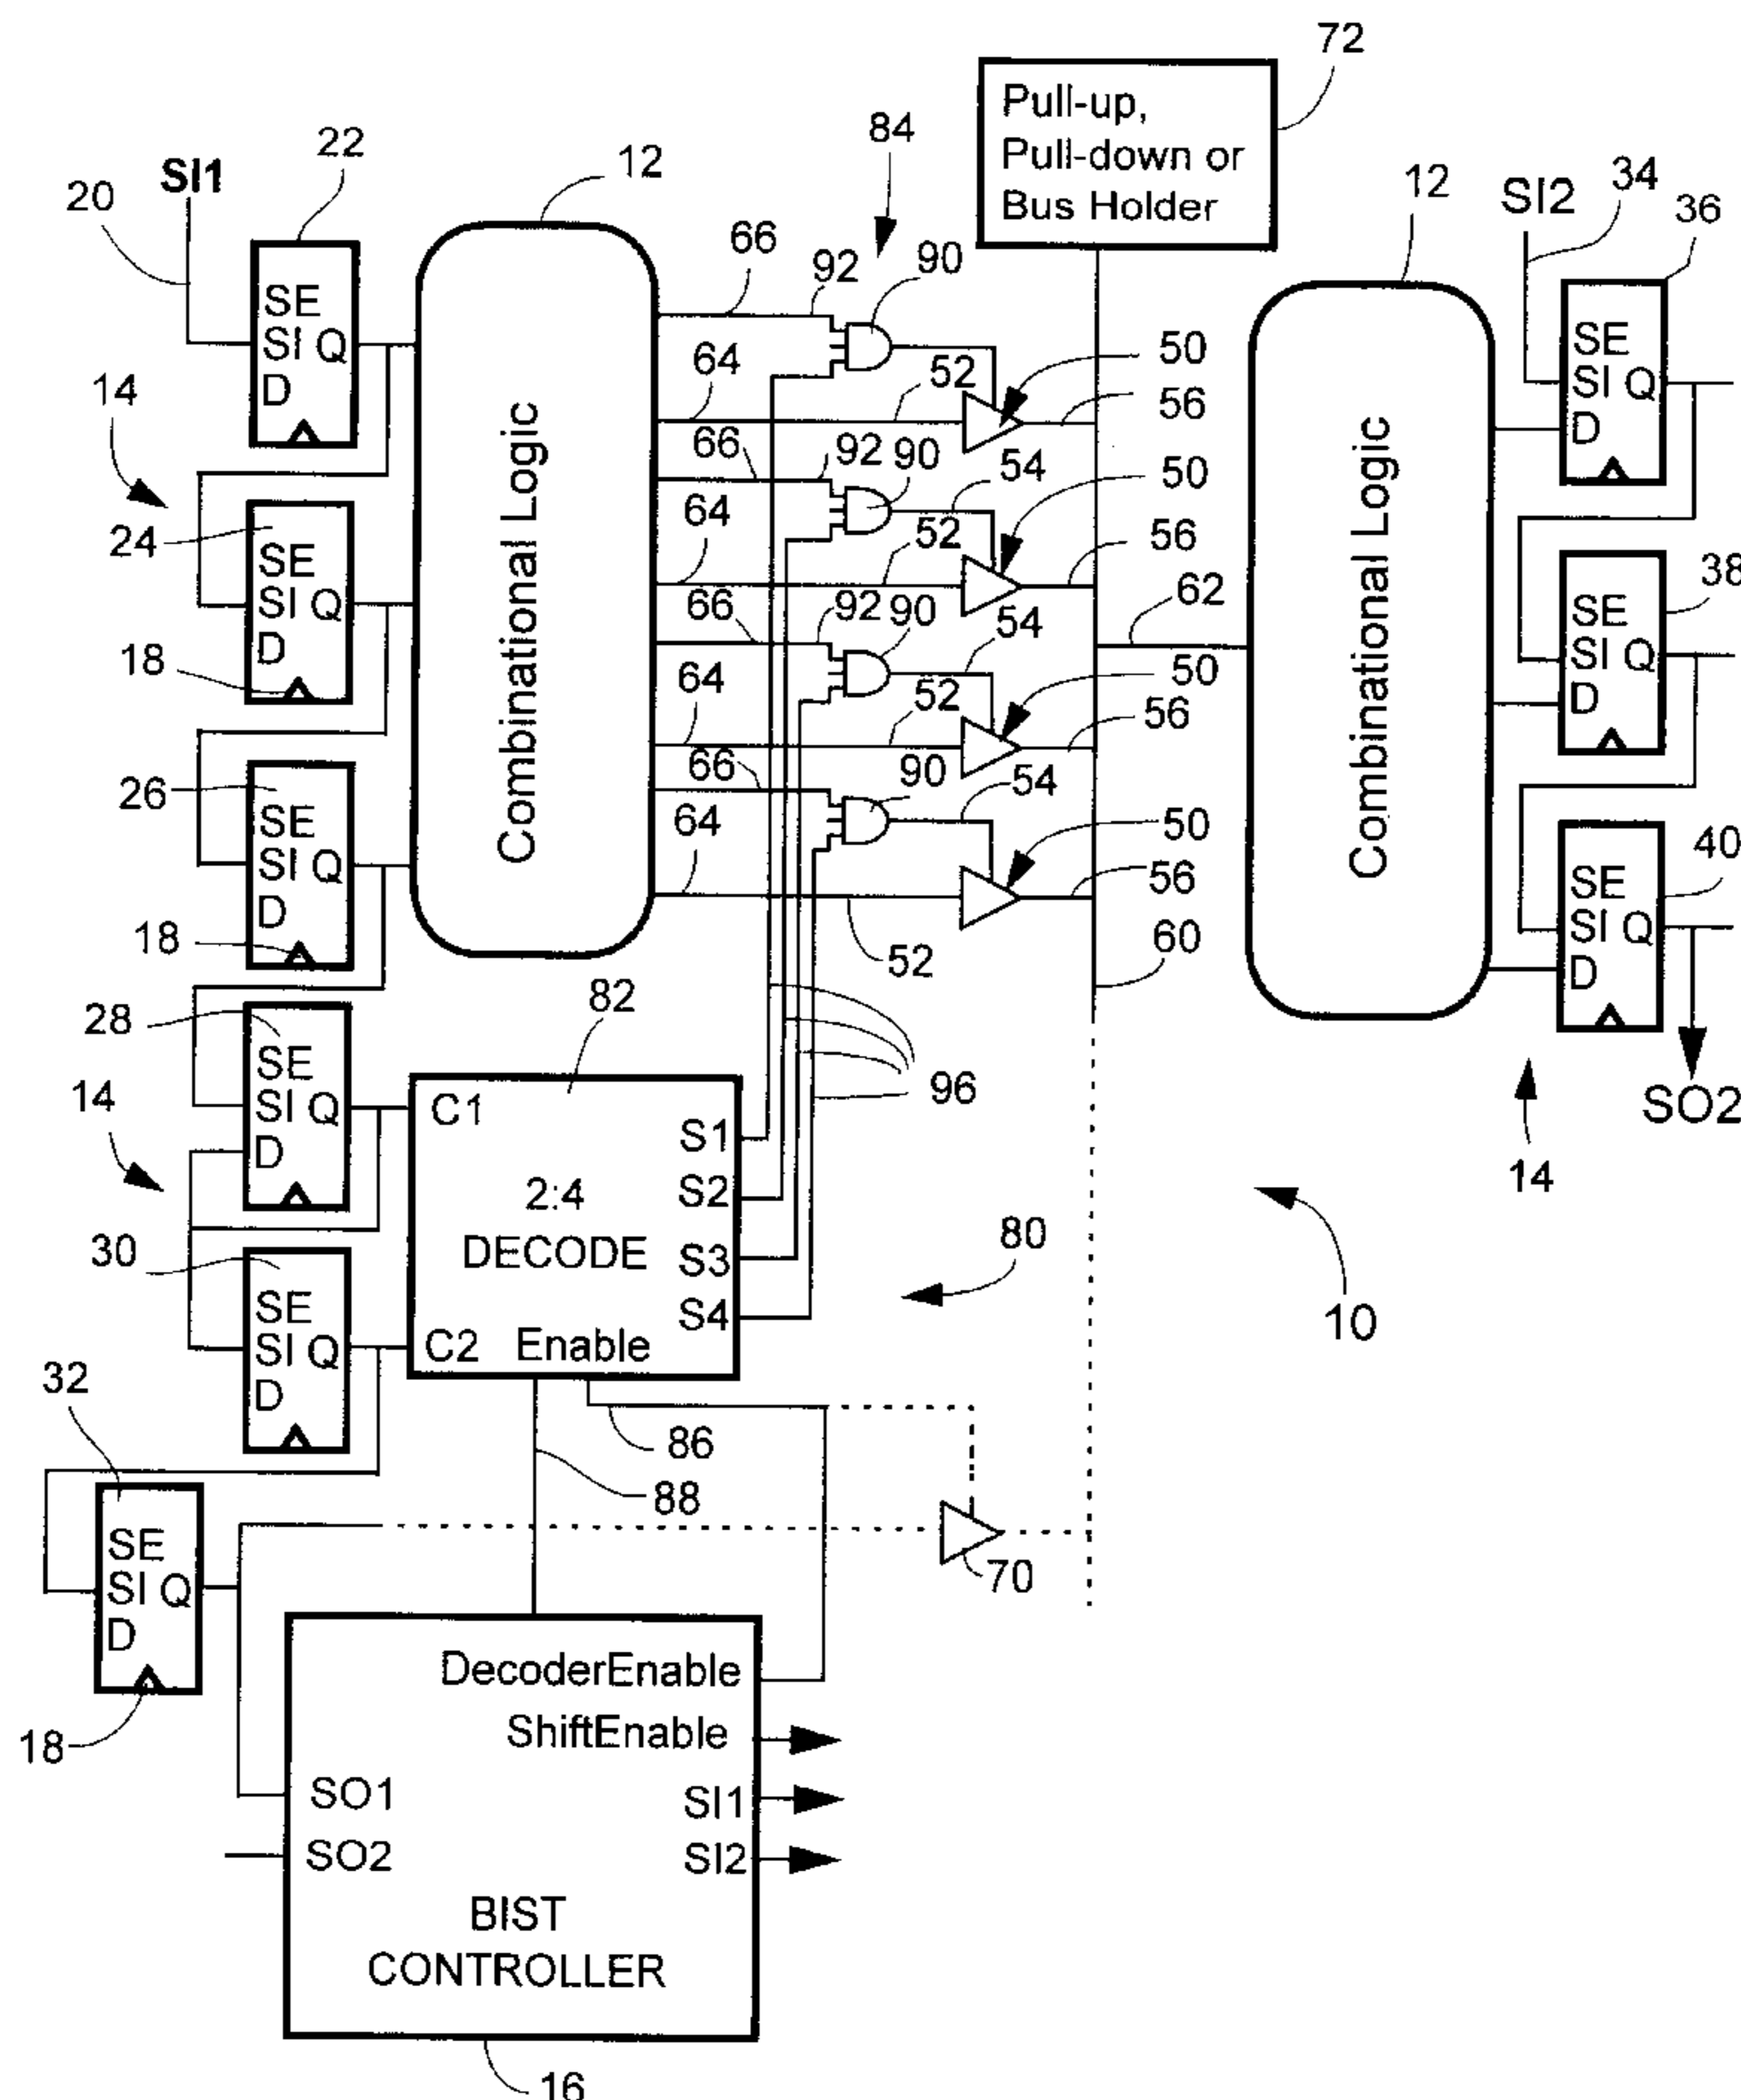 72
Pull-up,
Pull-down or
Bus Holder
84
22
12
SI1
20
12
SI2
34
36
66
92
90
SE
SI Q
D
SE
SI Q
D
14
64
52
50
56
66
92
90
54
50
24
64
52
56
SE
SI Q
D
62
38
SE
SI Q
D
18
66
92
90
54
50
64
52
56
Combinational Logic
Combinational Logic
26
66
90
54
50
SE
SI Q
D
64
56
40
SE
SI Q
D
18
52
60
28
82
SE
SI Q
D
96
SO2
14
14
C1
S1
2:4
S2
DECODE
S3
S4
C2
Enable
80
10
30
SE
SI Q
D
32
86
88
SE
SI Q
D
70
18
DecoderEnable
ShiftEnable
SO1
SI1
SO2
SI2
BIST
CONTROLLER
16